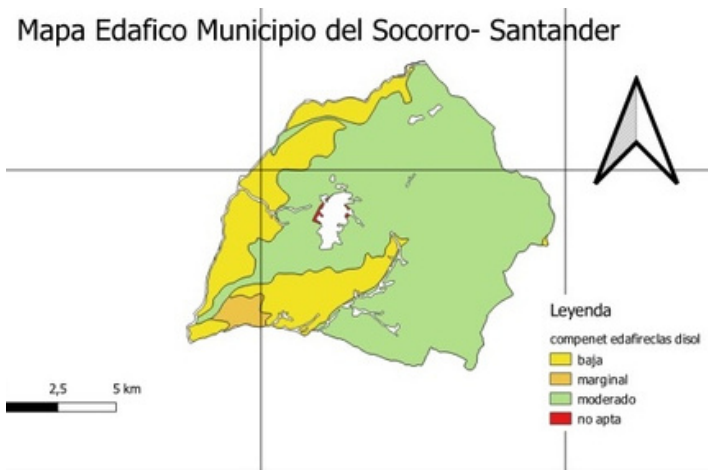 Mapa Edafico Municipio del Socorro- Santander
Leyenda
compenet edafireclas disol
baja
marginal
moderado
no apta
2,5 5 km